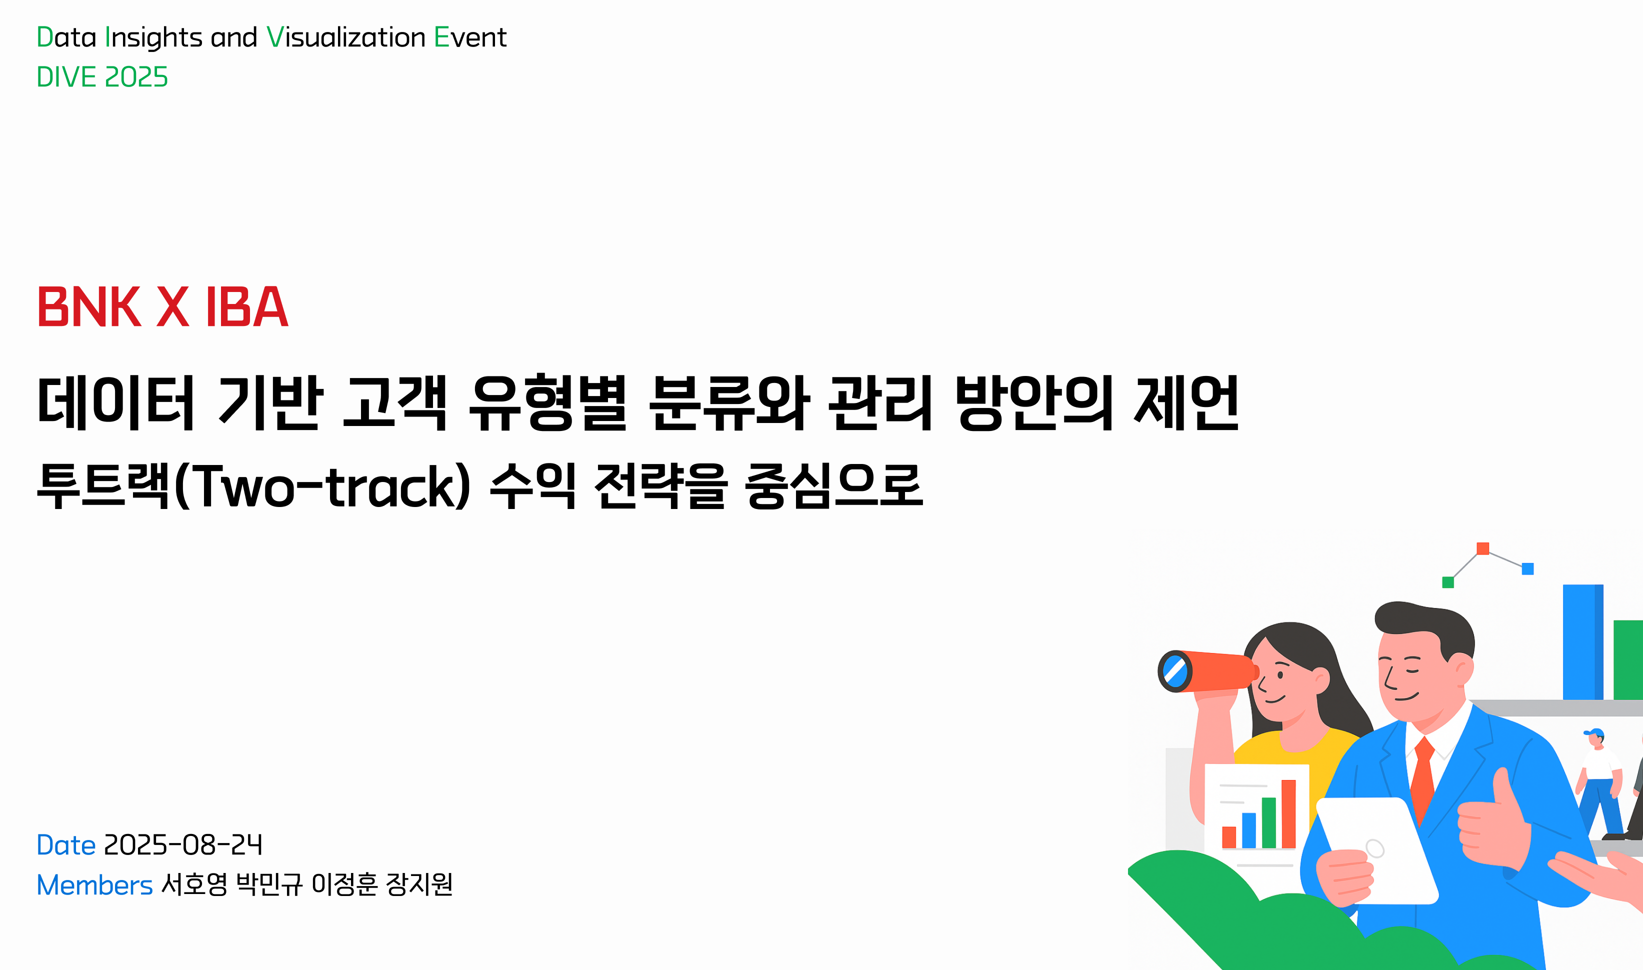 Data Insights and Visualization Event
DIVE 2025
BNK X IBA
데이터 기반 고객 유형별 분류와 관리 방안의 제언
투트랙(Two-track) 수익 전략을 중심으로
Date 2025-08-24
Members 서호영 박민규 이정훈 장지원